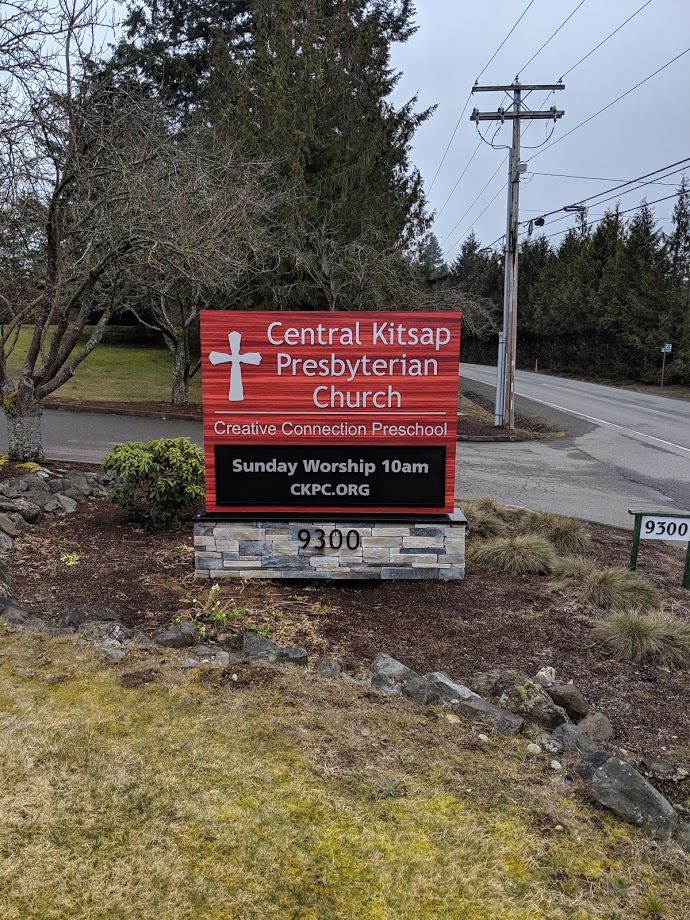 Central Kitsap
Presbyterian
Church
Creative Connection Preschool
Sunday Worship 10am
CKPC.ORG
9300
9300